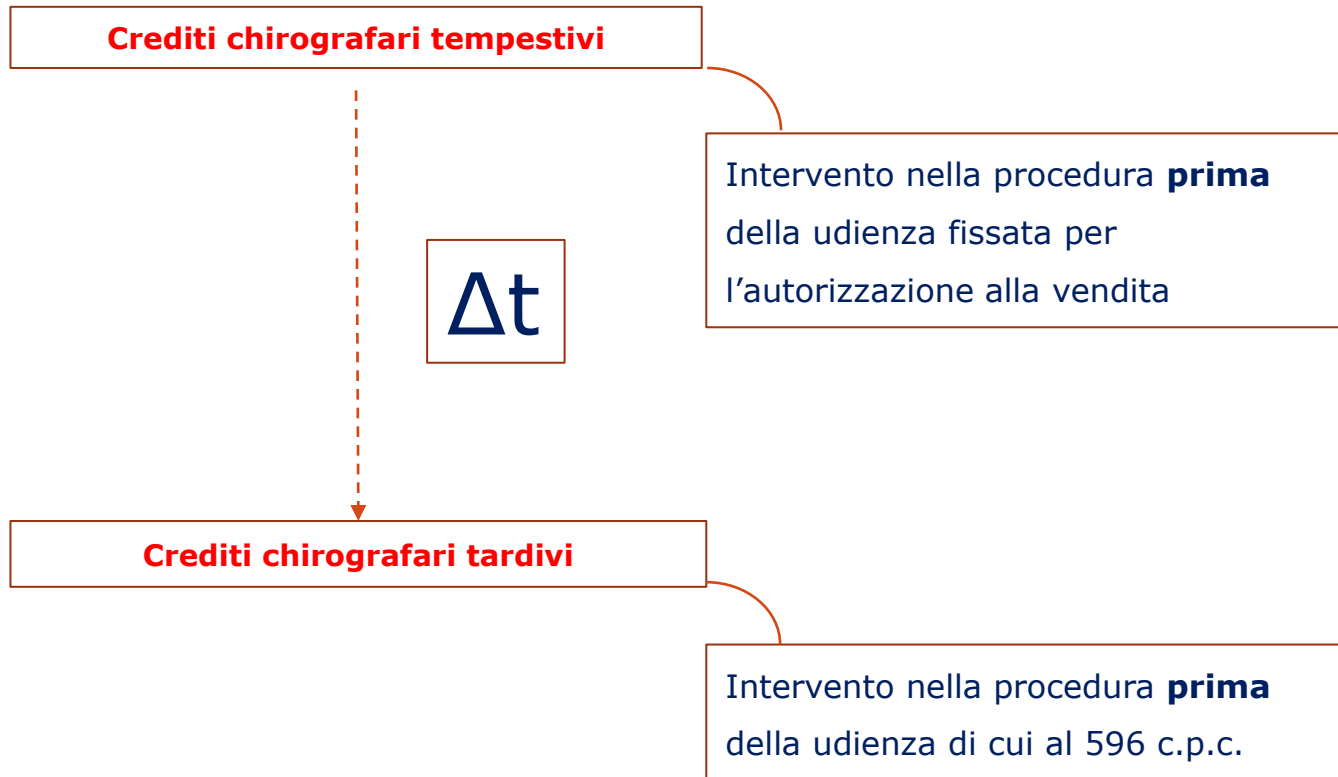 Crediti chirografari tempestivi
Intervento nella procedura prima
della udienza fissata per
l’autorizzazione alla vendita
Δt
Crediti chirografari tardivi
Intervento nella procedura prima
della udienza di cui al 596 c.p.c.